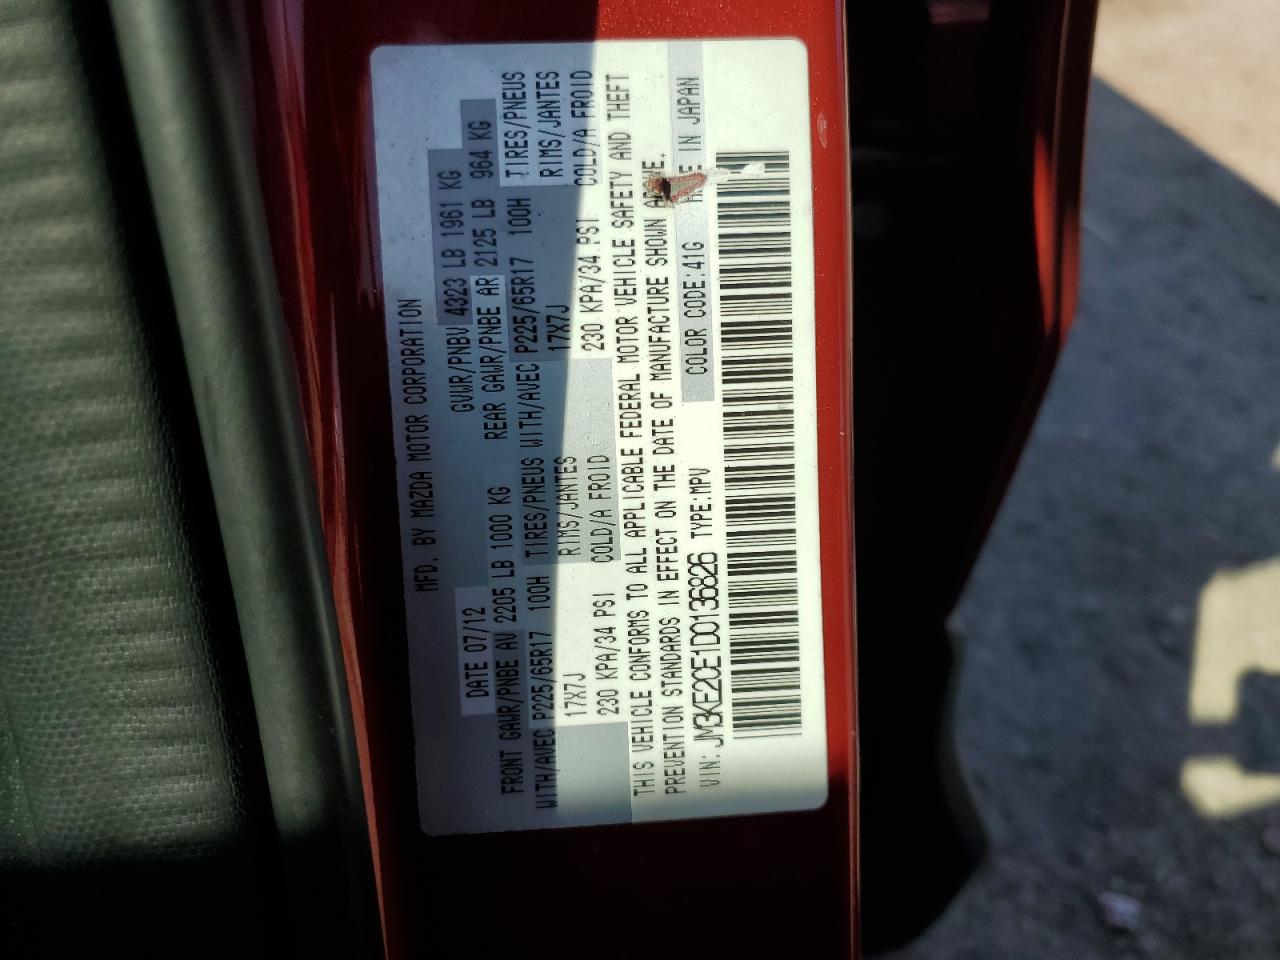 MFD. BY MAZDA MOTOR CORPORATION
DATE 07/12 GVWR/PNBV 4323 LB 1961 KG
FRONT GAWR/PNBE AV 2205 LB 1000 KG REAR GAWR/PNBE AR 2125 LB 964 KG
WITH/AVEC P225/65R17 100H TIRES/PNEUS WITH/AVEC P225/65R17 100H TIRES/PNEUS
17X7J RIMS/JANTES 17X7J RIMS/JANTES
230 KPA/34 PSI COLD/A FROID 230 KPA/34 PSI COLD/A FROID
THIS VEHICLE CONFORMS TO ALL APPLICABLE FEDERAL MOTOR VEHICLE SAFETY AND THEFT
PREVENTION STANDARDS IN EFFECT ON THE DATE OF MANUFACTURE SHOWN ABOVE.
VIN: JM3KE2CE1D0136826 TYPE:MPV COLOR CODE:41G MADE IN JAPAN